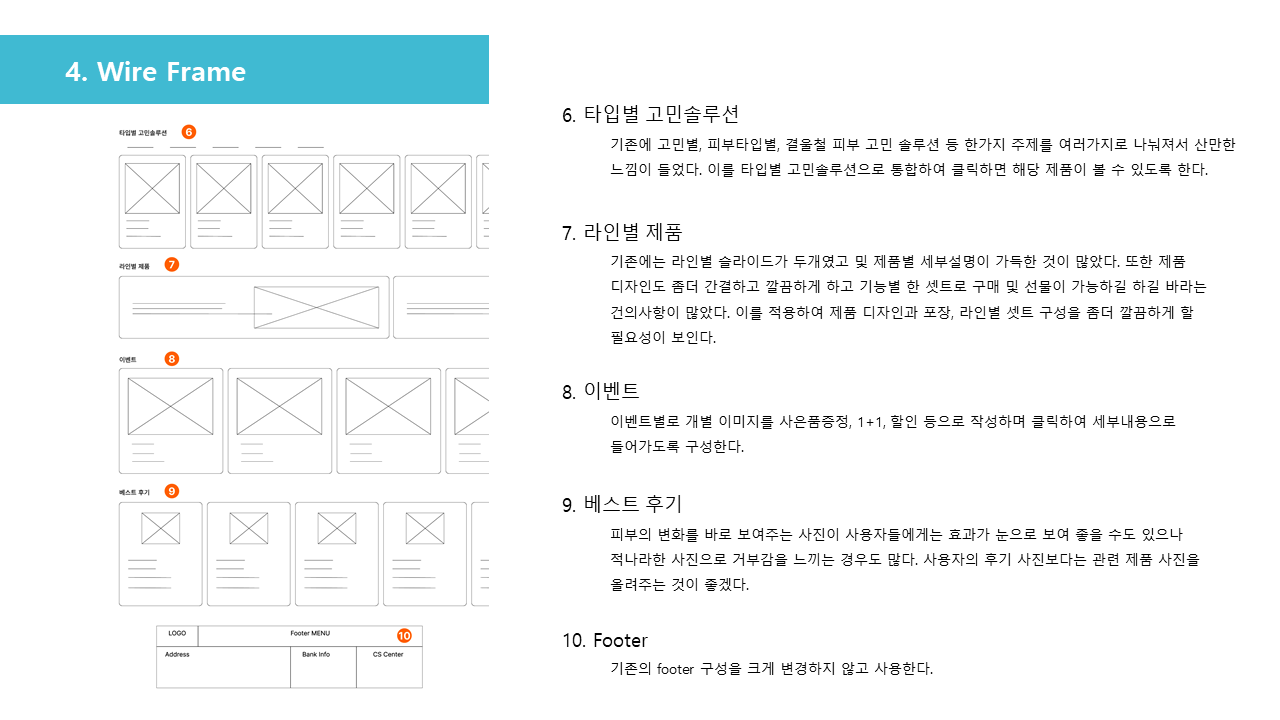 4. Wire Frame
타입별 고민솔루션 6
라인별 제품 7
이벤트 8
베스트 후기 9
LOGO Footer MENU 10
Address Bank Info CS Center
6. 타입별 고민솔루션
기존에 고민별, 피부타입별, 결울철 피부 고민 솔루션 등 한가지 주제를 여러가지로 나눠져서 산만한
느낌이 들었다. 이를 타입별 고민솔루션으로 통합하여 클릭하면 해당 제품이 볼 수 있도록 한다.
7. 라인별 제품
기존에는 라인별 슬라이드가 두개였고 및 제품별 세부설명이 가득한 것이 많았다. 또한 제품
디자인도 좀더 간결하고 깔끔하게 하고 기능별 한 셋트로 구매 및 선물이 가능하길 하길 바라는
건의사항이 많았다. 이를 적용하여 제품 디자인과 포장, 라인별 셋트 구성을 좀더 깔끔하게 할
필요성이 보인다.
8. 이벤트
이벤트별로 개별 이미지를 사은품증정, 1+1, 할인 등으로 작성하며 클릭하여 세부내용으로
들어가도록 구성한다.
9. 베스트 후기
피부의 변화를 바로 보여주는 사진이 사용자들에게는 효과가 눈으로 보여 좋을 수도 있으나
적나라한 사진으로 거부감을 느끼는 경우도 많다. 사용자의 후기 사진보다는 관련 제품 사진을
올려주는 것이 좋겠다.
10. Footer
기존의 footer 구성을 크게 변경하지 않고 사용한다.